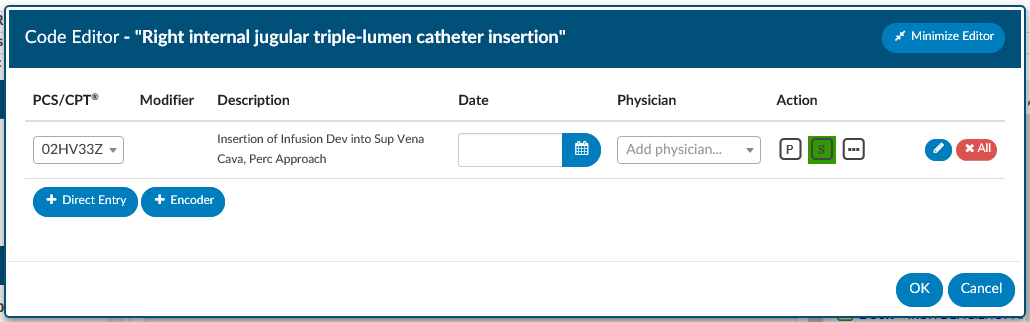 Code Editor - "Right internal jugular triple-lumen catheter insertion"
Minimize Editor
PCS/CPT® Modifier Description Date Physician Action
02HV33Z
Insertion of Infusion Dev into Sup Vena
Cava, Perc Approach
Add physician...
P
S
All
Direct Entry
Encoder
OK
Cancel